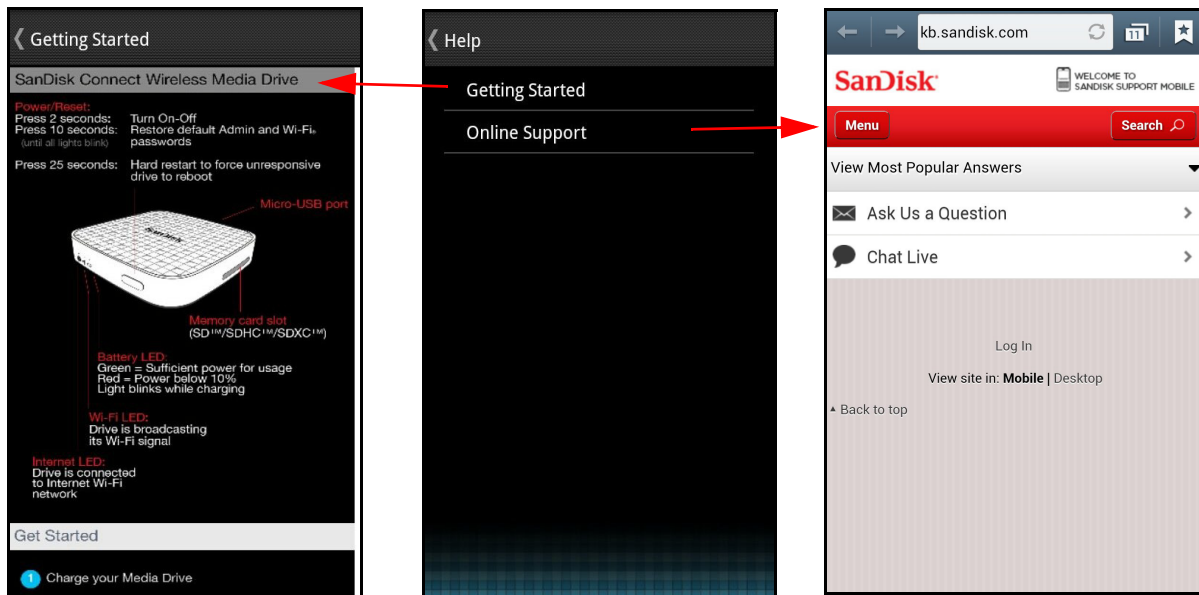 Getting Started
SanDisk Connect Wireless Media Drive
Power/Reset:
Press 2 seconds: Turn On-Off
Press 10 seconds: Restore default Admin and Wi-Fi®
(until all lights blink) passwords
Press 25 seconds: Hard restart to force unresponsive
drive to reboot
Micro-USB port
SanDisk
Memory card slot
(SD™/SDHC™/SDXC™)
Battery LED:
Green = Sufficient power for usage
Red = Power below 10%
Light blinks while charging
Wi-Fi LED:
Drive is broadcasting
its Wi-Fi signal
Internet LED:
Drive is connected
to Internet Wi-Fi
network
Get Started
1 Charge your Media Drive
Help
Getting Started
Online Support
kb.sandisk.com
11
SanDisk
WELCOME TO
SANDISK SUPPORT MOBILE
Menu
Search
View Most Popular Answers
Ask Us a Question
Chat Live
Log In
View site in: Mobile | Desktop
Back to top